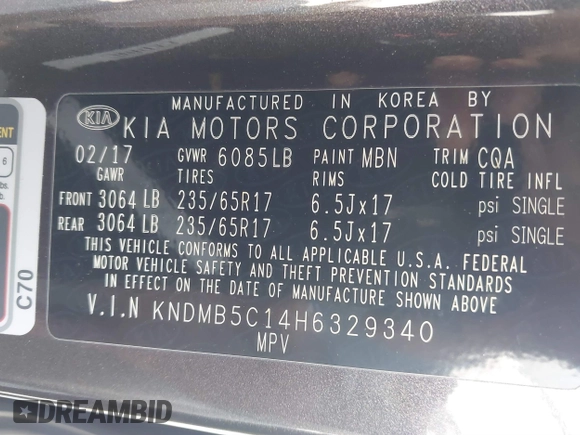 MANUFACTURED IN KOREA BY
KIA KIA MOTORS CORPORATION
02/17 GVWR 6085LB PAINT MBN TRIM CQA
GAWR TIRES RIMS COLD TIRE INFL
FRONT 3064 LB 235/65R17 6.5Jx17 psi SINGLE
REAR 3064 LB 235/65R17 6.5Jx17 psi SINGLE
THIS VEHICLE CONFORMS TO ALL APPLICABLE U.S.A. FEDERAL
MOTOR VEHICLE SAFETY AND THEFT PREVENTION STANDARDS
IN EFFECT ON THE DATE OF MANUFACTURE SHOWN ABOVE
V.I.N KNDMB5C14H6329340
MPV
6
lbs.
C70
DREAMBID